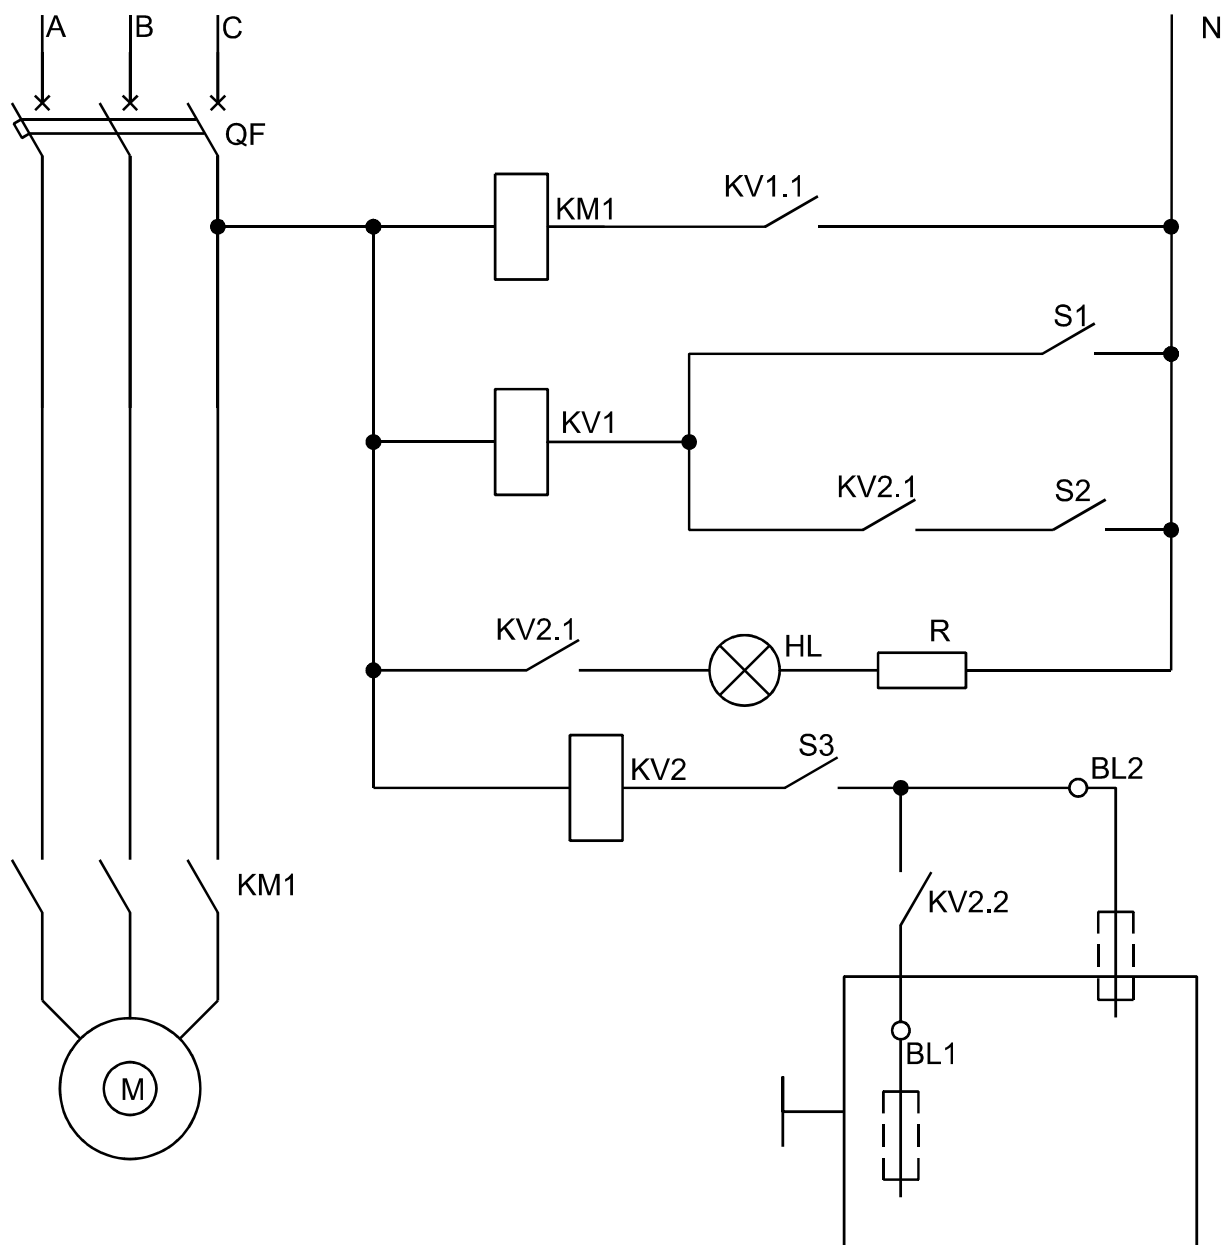 A B C N
QF
KM1 KV1.1
S1
KV1
KV2.1 S2
KV2.1 HL R
KV2 S3 BL2
KM1 KV2.2
BL1
M